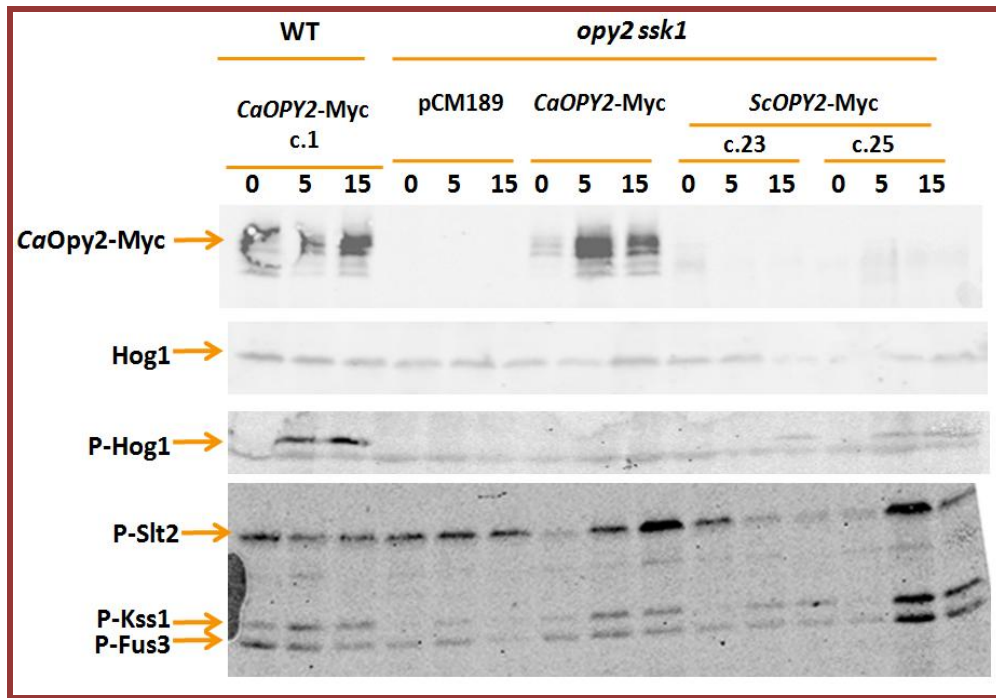 WT opy2 ssk1
CaOPY2-Myc pCM189 CaOPY2-Myc ScOPY2-Myc
c.1 c.23 c.25
0 5 15 0 5 15 0 5 15 0 5 15 0 5 15
CaOpy2-Myc
Hog1
P-Hog1
P-Slt2
P-Kss1
P-Fus3